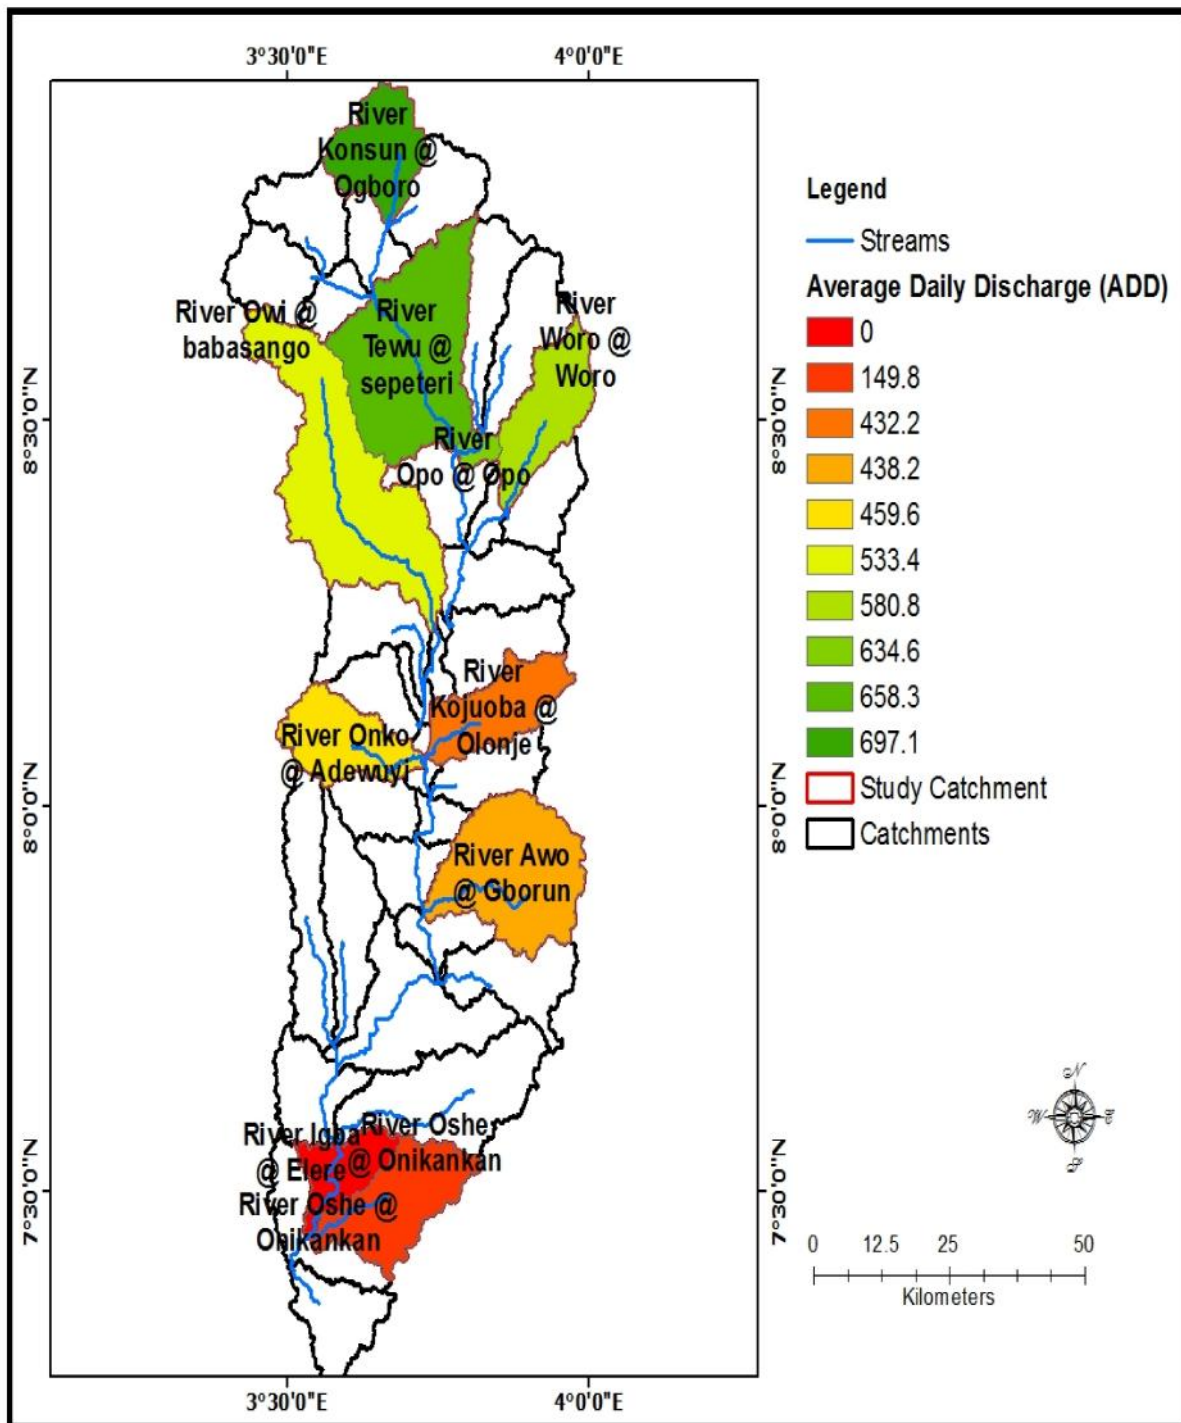 3°30'0"E
4°0'0"E
River
Konsun @
Ogboro
River Owi @
babasango
River
Tewu @
sepeteri
River
Woro @
Woro
River
Opo @ Opo
River
Kojuoba @
Olonje
River Onko
@ Adewuyi
River Awo
@ Gborun
River Igba
@ Elere
River Oshe
@ Onikankan
River Oshe @
Onikankan
8°30'0"N
8°0'0"N
7°30'0"N
8°30'0"N
8°0'0"N
7°30'0"N
3°30'0"E
4°0'0"E
Legend
Streams
Average Daily Discharge (ADD)
0
149.8
432.2
438.2
459.6
533.4
580.8
634.6
658.3
697.1
Study Catchment
Catchments
N
W
E
S
0 12.5 25 50
Kilometers